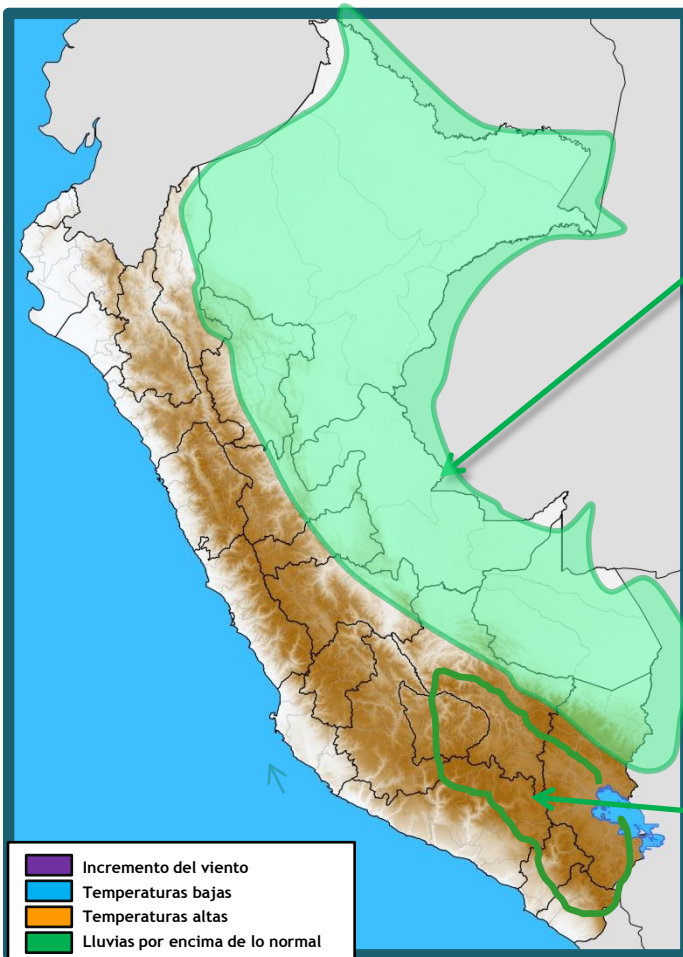 Incremento del viento
Temperaturas bajas
Temperaturas altas
Lluvias por encima de lo normal